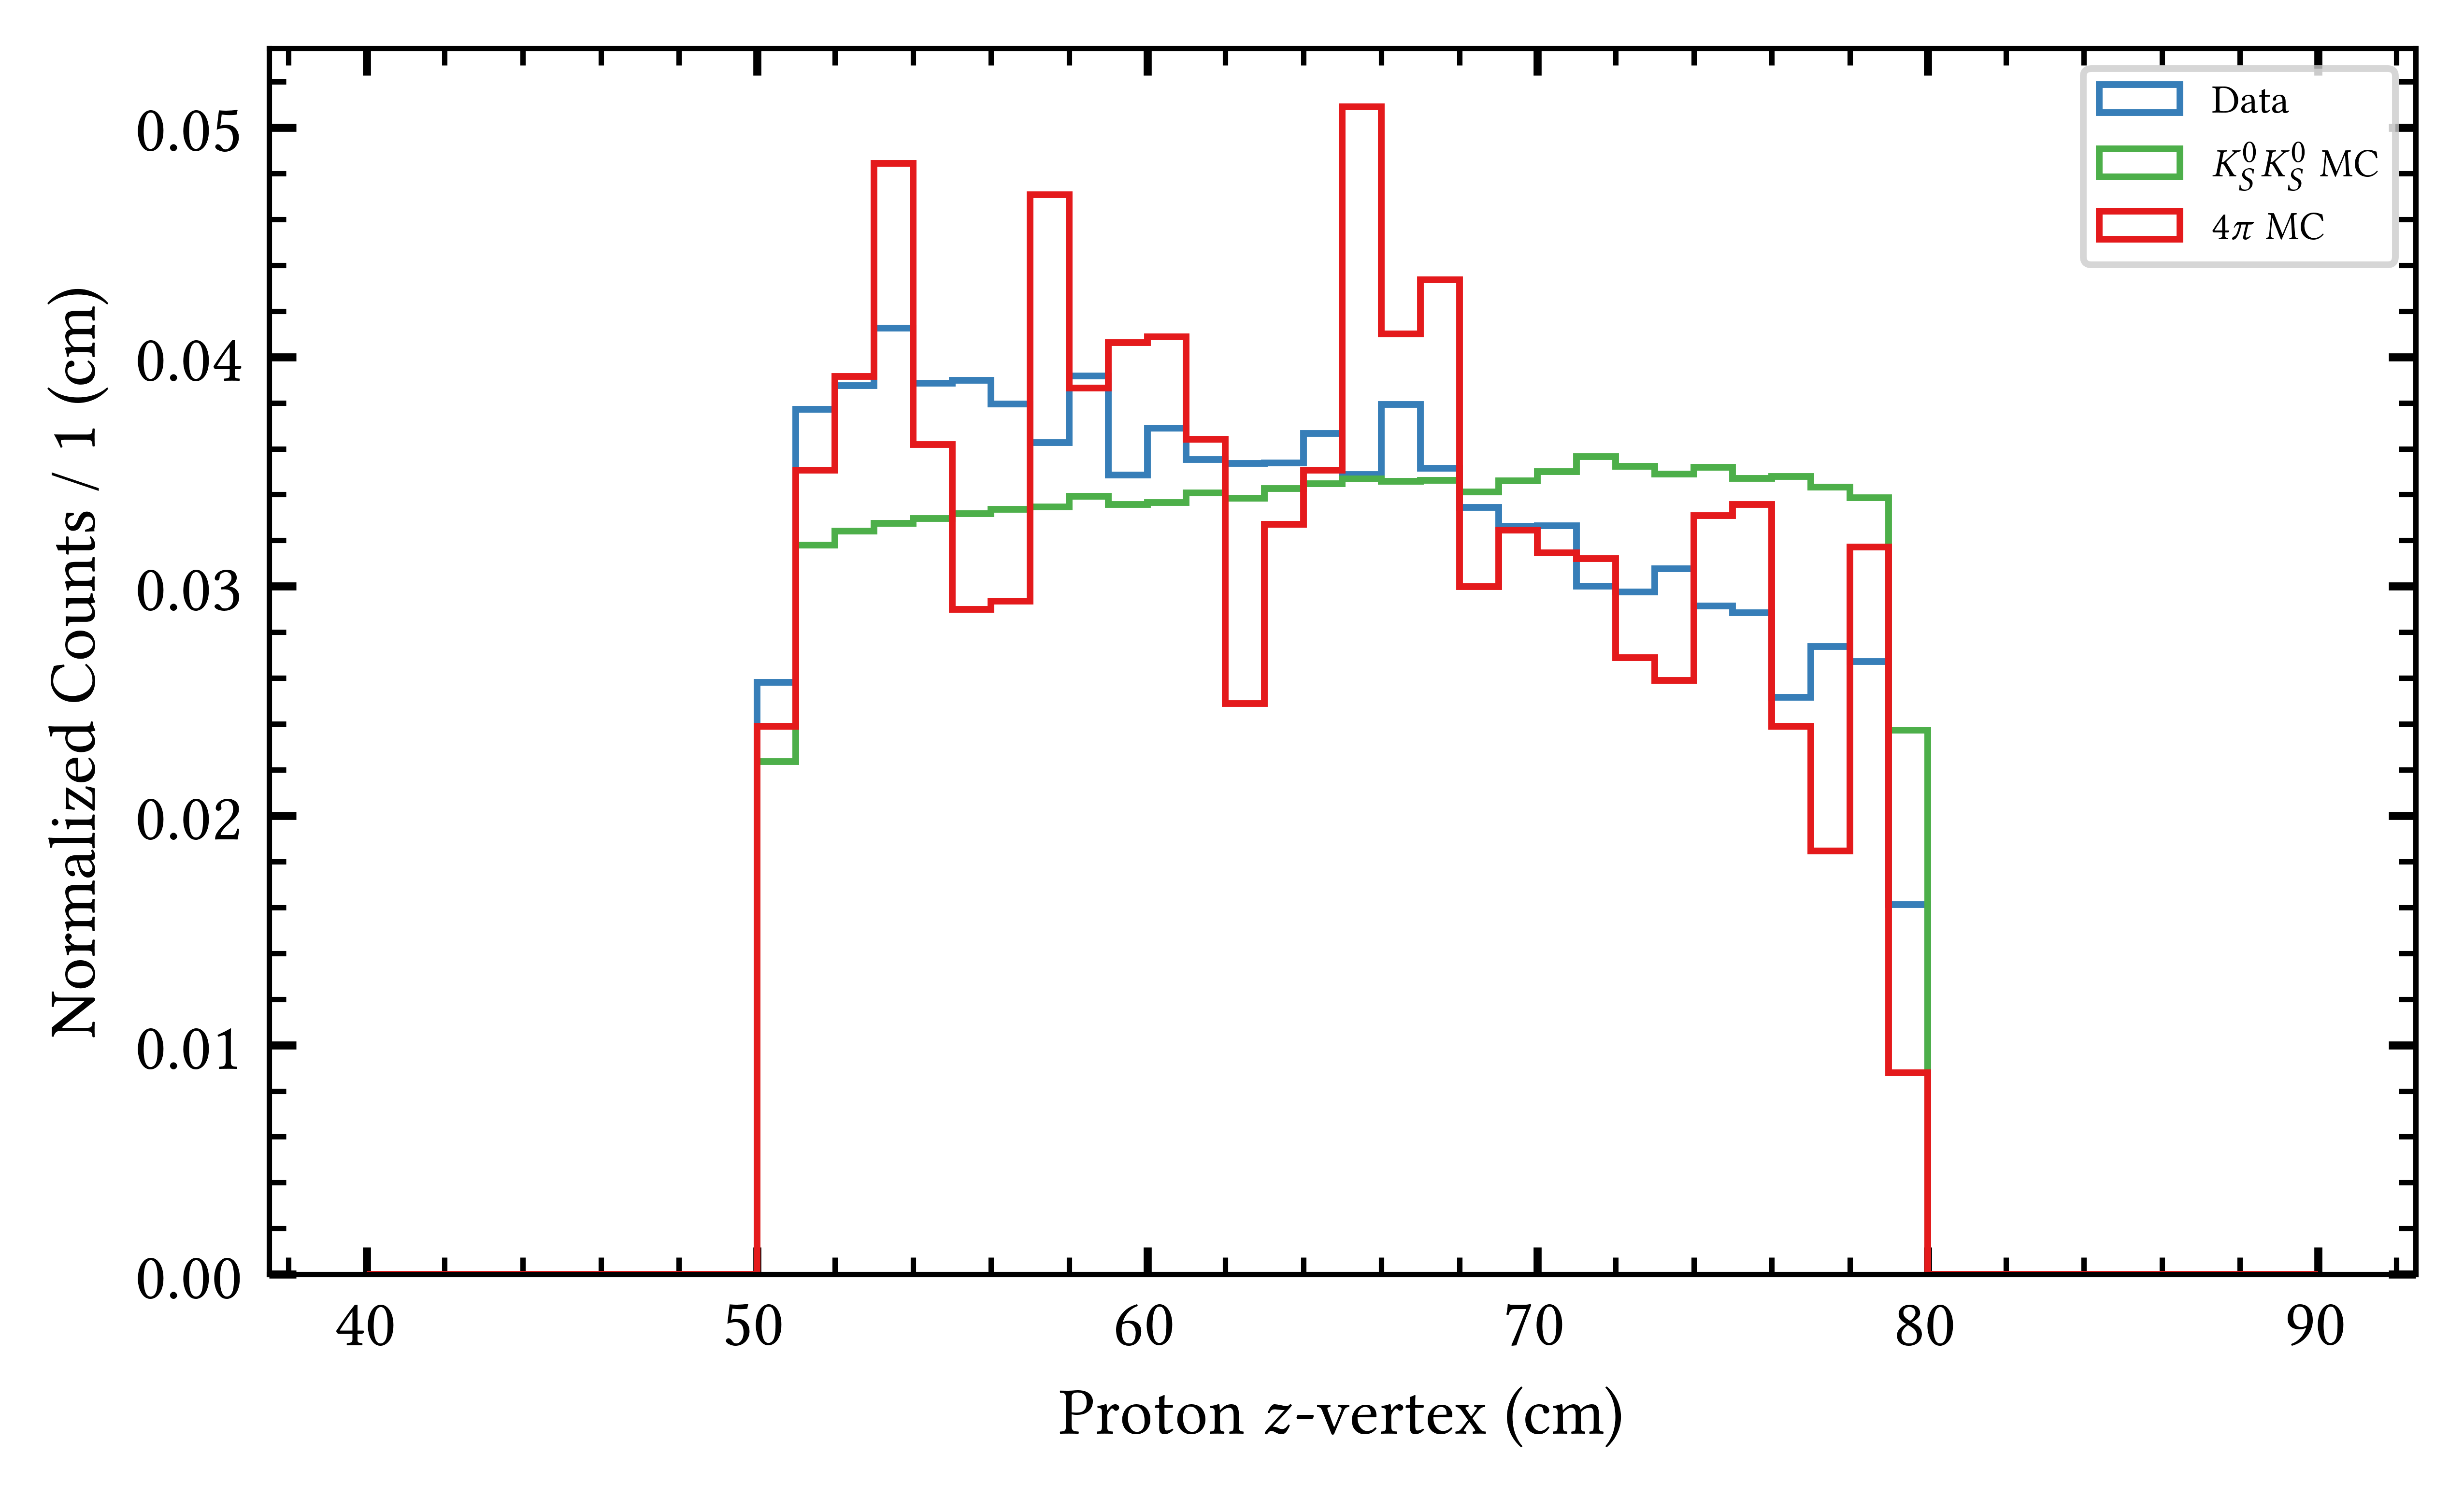 Normalized Counts / 1 (cm)
0.05
0.04
0.03
0.02
0.01
0.00
Data
$K_S^0 K_S^0$ MC
4π MC
40 50 60 70 80 90
Proton z-vertex (cm)